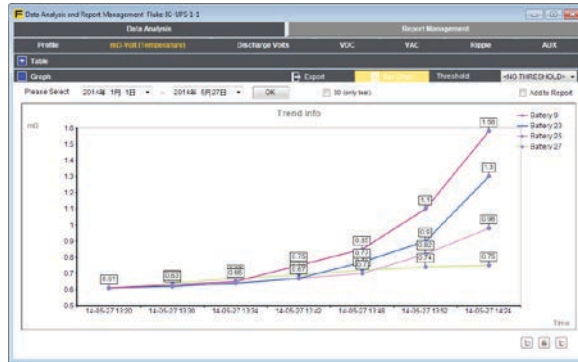 Data Analysis and Report Management Fluke IC-UPS-1-1
Data Analysis
Report Management
Profile
mΩ-Volt (Temperature)
Discharge Volts
VDC
VAC
Ripple
AUX
Table
Graph
Export
Threshold
<NO THRESHOLD>
Please Select
2014年 1月 1日
~
2014年 5月27日
OK
3D (only text)
Add to Report
Trend info
mΩ
Battery 9
Battery 23
Battery 25
Battery 27
1.6
1.5
1.4
1.3
1.2
1.1
1
0.9
0.8
0.7
0.6
0.5
0.61
0.63
0.65
0.75
0.67
0.85
0.7
1.1
0.9
0.82
0.74
1.58
1.3
0.98
0.75
14-05-27 13:20
14-05-27 13:30
14-05-27 13:34
14-05-27 13:42
14-05-27 13:48
14-05-27 13:52
14-05-27 14:24
Time